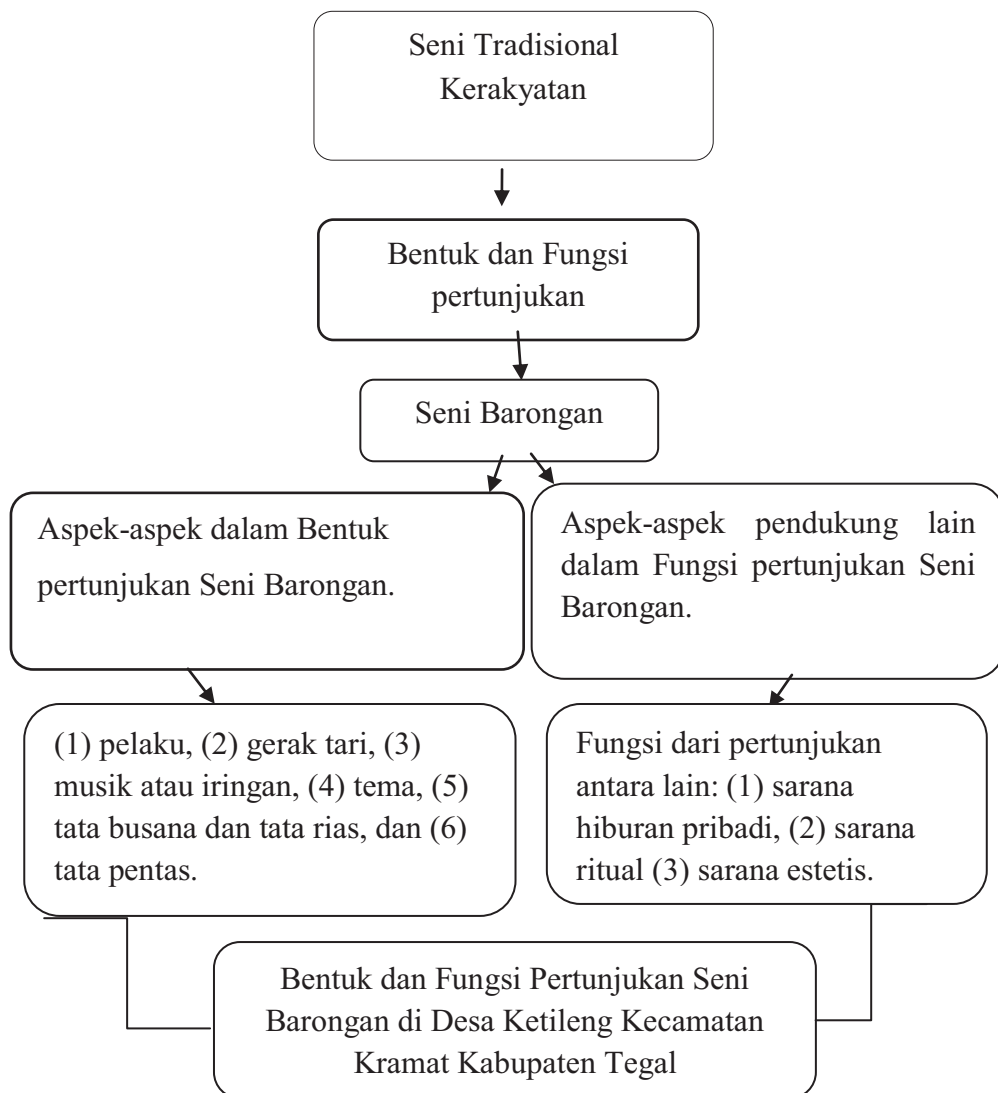 Seni Tradisional
Kerakyatan
Bentuk dan Fungsi
pertunjukan
Seni Barongan
Aspek-aspek dalam Bentuk
pertunjukan Seni Barongan.
Aspek-aspek pendukung lain
dalam Fungsi pertunjukan Seni
Barongan.
(1) pelaku, (2) gerak tari, (3)
musik atau iringan, (4) tema, (5)
tata busana dan tata rias, dan (6)
tata pentas.
Fungsi dari pertunjukan
antara lain: (1) sarana
hiburan pribadi, (2) sarana
ritual (3) sarana estetis.
Bentuk dan Fungsi Pertunjukan Seni
Barongan di Desa Ketileng Kecamatan
Kramat Kabupaten Tegal